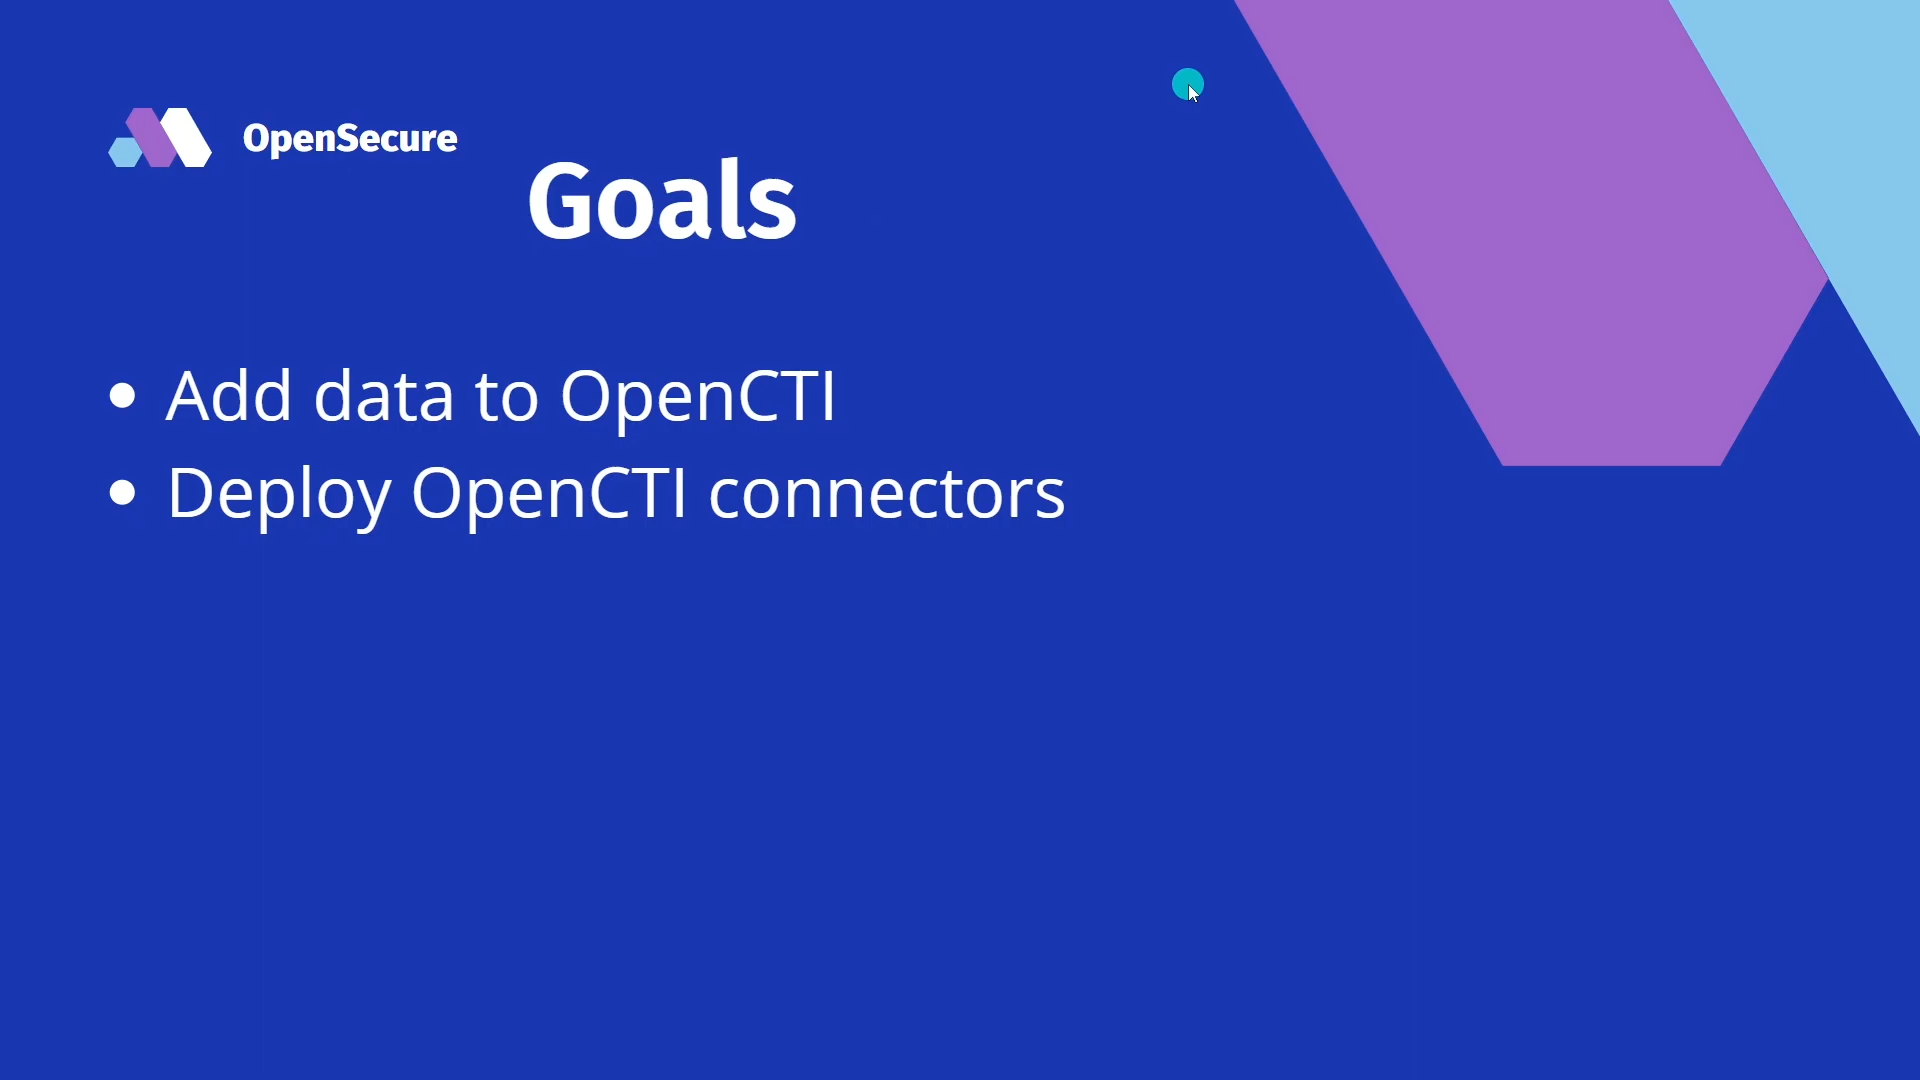 OpenSecure
Goals
• Add data to OpenCTI
• Deploy OpenCTI connectors